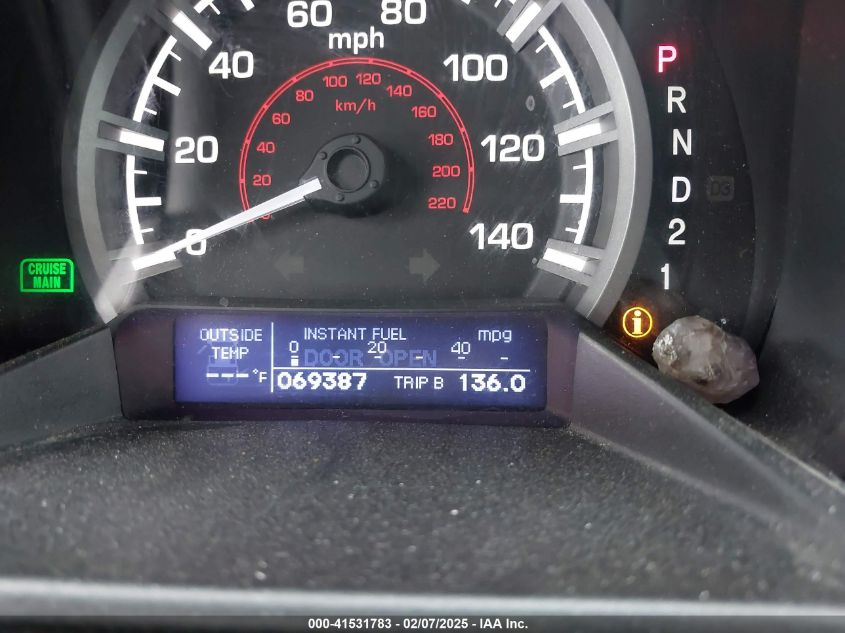 60 80
mph
40 100
80 100 120 140
km/h
60 160
20 40 180 120
20 200
0 220
0 140
P
R
N
D D3
2
1
CRUISE
MAIN
OUTSIDE INSTANT FUEL mpg
TEMP 0 20 40
DOOR OPEN
---°F 069387 TRIP B 136.0
000-41531783 - 02/07/2025 - IAA Inc.